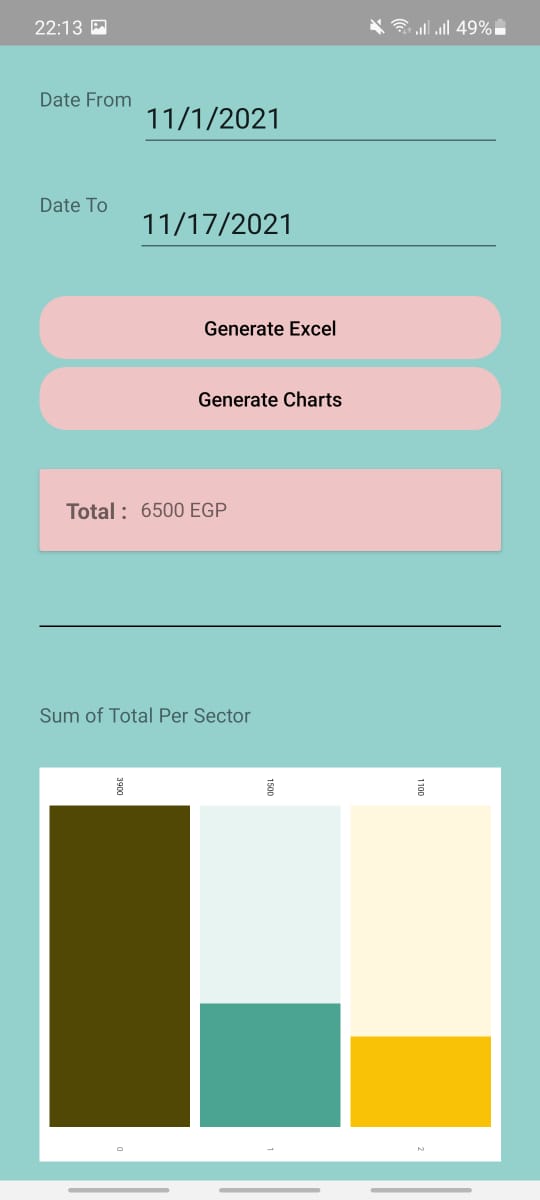 22:13 49%
Date From 11/1/2021
Date To 11/17/2021
Generate Excel
Generate Charts
Total : 6500 EGP
Sum of Total Per Sector
3900 1500 1100
0 1 2